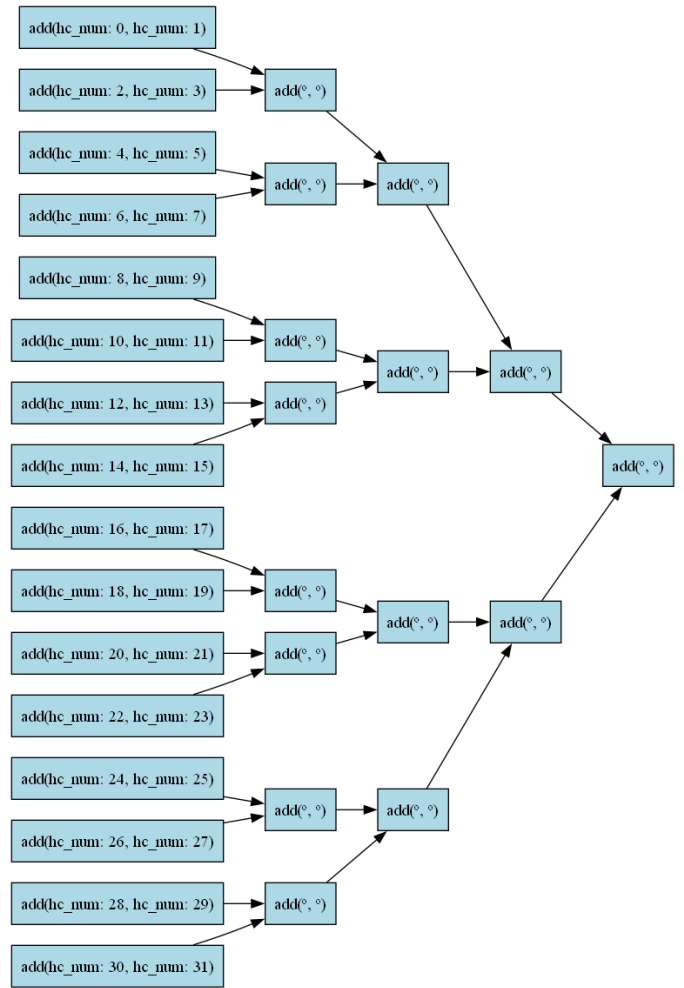 add(hc_num: 0, hc_num: 1)
add(hc_num: 2, hc_num: 3)
add(°, °)
add(hc_num: 4, hc_num: 5)
add(°, °)
add(°, °)
add(hc_num: 6, hc_num: 7)
add(hc_num: 8, hc_num: 9)
add(hc_num: 10, hc_num: 11)
add(°, °)
add(°, °)
add(°, °)
add(hc_num: 12, hc_num: 13)
add(°, °)
add(hc_num: 14, hc_num: 15)
add(°, °)
add(hc_num: 16, hc_num: 17)
add(hc_num: 18, hc_num: 19)
add(°, °)
add(°, °)
add(°, °)
add(hc_num: 20, hc_num: 21)
add(°, °)
add(hc_num: 22, hc_num: 23)
add(hc_num: 24, hc_num: 25)
add(°, °)
add(°, °)
add(hc_num: 26, hc_num: 27)
add(hc_num: 28, hc_num: 29)
add(°, °)
add(hc_num: 30, hc_num: 31)